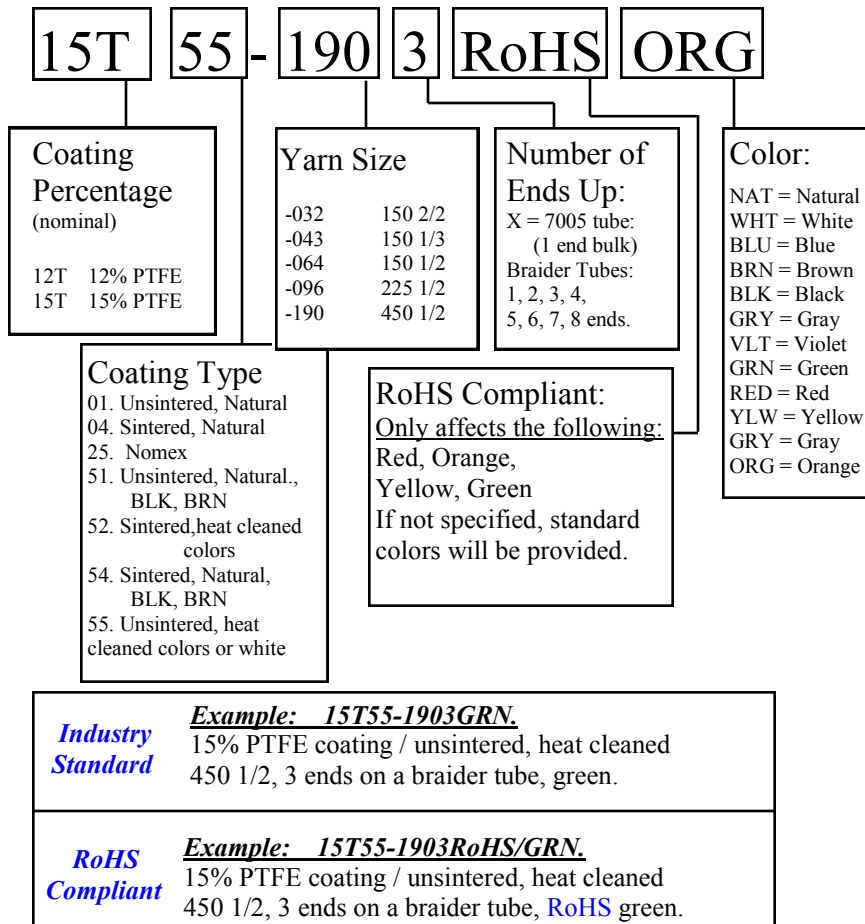 15T 55 - 190 3 RoHS ORG
Coating
Percentage
(nominal)
12T 12% PTFE
15T 15% PTFE
Yarn Size
-032 150 2/2
-043 150 1/3
-064 150 1/2
-096 225 1/2
-190 450 1/2
Number of
Ends Up:
X = 7005 tube:
(1 end bulk)
Braider Tubes:
1, 2, 3, 4,
5, 6, 7, 8 ends.
Color:
NAT = Natural
WHT = White
BLU = Blue
BRN = Brown
BLK = Black
GRY = Gray
VLT = Violet
GRN = Green
RED = Red
YLW = Yellow
GRY = Gray
ORG = Orange
Coating Type
01. Unsintered, Natural
04. Sintered, Natural
25. Nomex
51. Unsintered, Natural.,
BLK, BRN
52. Sintered,heat cleaned
colors
54. Sintered, Natural,
BLK, BRN
55. Unsintered, heat
cleaned colors or white
RoHS Compliant:
Only affects the following:
Red, Orange,
Yellow, Green
If not specified, standard
colors will be provided.
Industry
Standard
Example: 15T55-1903GRN.
15% PTFE coating / unsintered, heat cleaned
450 1/2, 3 ends on a braider tube, green.
RoHS
Compliant
Example: 15T55-1903RoHS/GRN.
15% PTFE coating / unsintered, heat cleaned
450 1/2, 3 ends on a braider tube, RoHS green.